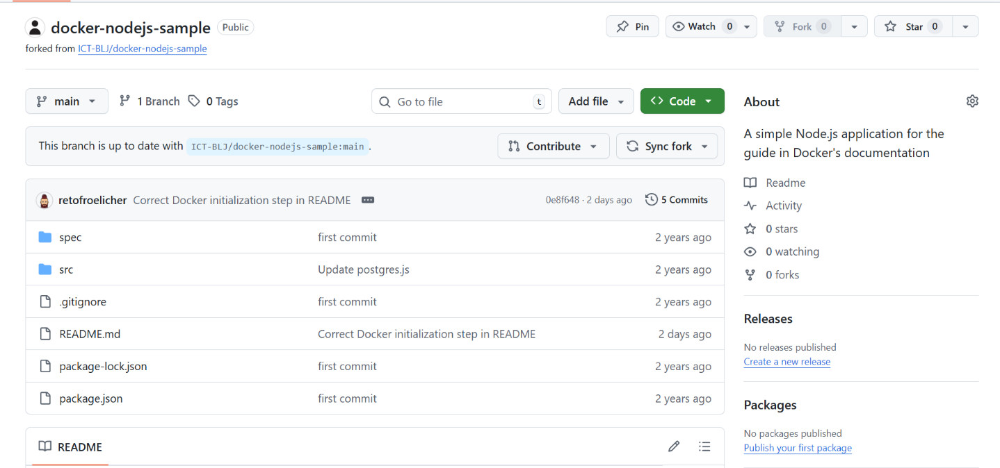 docker-nodejs-sample Public Pin Watch 0 Fork 0 Star 0
forked from ICT-BLJ/docker-nodejs-sample
main 1 Branch 0 Tags Go to file t Add file Code
This branch is up to date with ICT-BLJ/docker-nodejs-sample:main. Contribute Sync fork
retofroelicher Correct Docker initialization step in README 0e8f648 · 2 days ago 5 Commits
spec first commit 2 years ago
src Update postgres.js 2 years ago
.gitignore first commit 2 years ago
README.md Correct Docker initialization step in README 2 days ago
package-lock.json first commit 2 years ago
package.json first commit 2 years ago
README
About
A simple Node.js application for the
guide in Docker's documentation
Readme
Activity
0 stars
0 watching
0 forks
Releases
No releases published
Create a new release
Packages
No packages published
Publish your first package